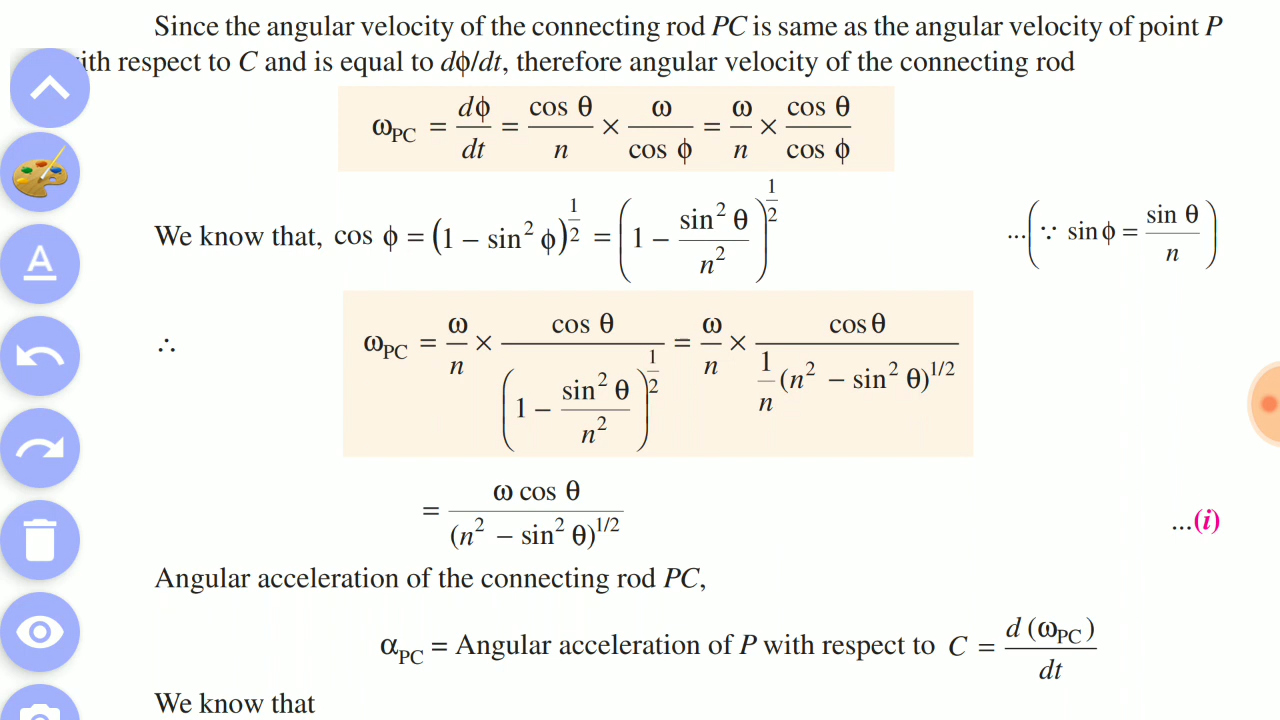 Since the angular velocity of the connecting rod PC is same as the angular velocity of point P
ith respect to C and is equal to dϕ/dt, therefore angular velocity of the connecting rod
ω_PC = dϕ/dt = cos θ/n × ω/cos ϕ = ω/n × cos θ/cos ϕ
We know that, cos ϕ = (1 − sin² ϕ)^(1/2) = (1 − sin² θ/n²)^(1/2) ...(∵ sin ϕ = sin θ/n)
∴ ω_PC = ω/n × cos θ/(1 − sin² θ/n²)^(1/2) = ω/n × cos θ/((1/n)(n² − sin² θ)^1/2)
= ω cos θ/(n² − sin² θ)^1/2 ...(i)
Angular acceleration of the connecting rod PC,
α_PC = Angular acceleration of P with respect to C = d(ω_PC)/dt
We know that
A